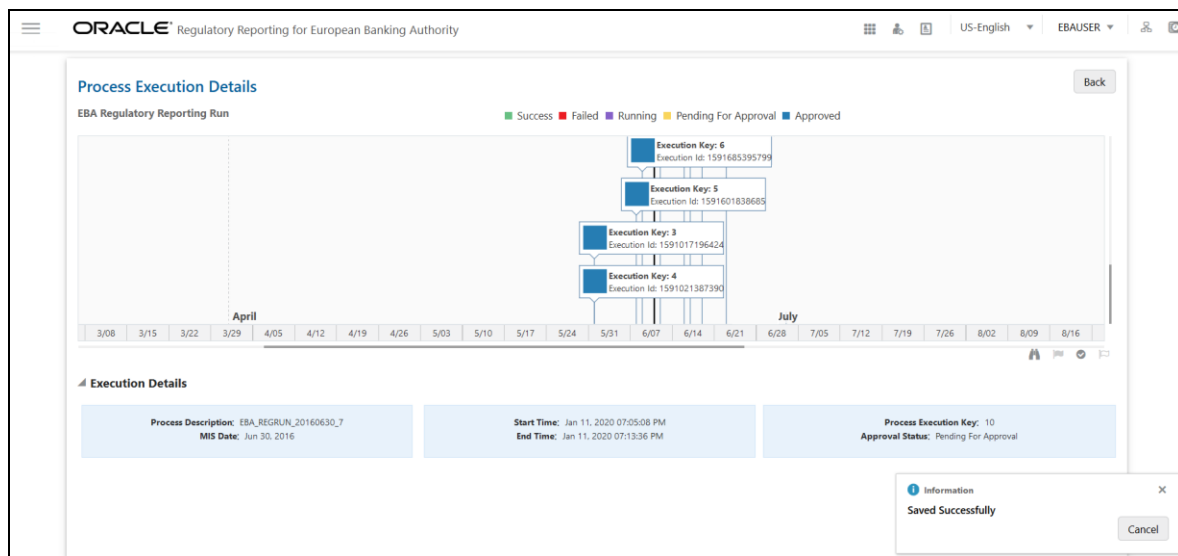 ORACLE® Regulatory Reporting for European Banking Authority US-English EBAUSER
Process Execution Details Back
EBA Regulatory Reporting Run Success Failed Running Pending For Approval Approved
Execution Key: 6
Execution Id: 1591685395799
Execution Key: 5
Execution Id: 1591601838685
Execution Key: 3
Execution Id: 1591017196424
Execution Key: 4
Execution Id: 1591021387390
April July
3/08 3/15 3/22 3/29 4/05 4/12 4/19 4/26 5/03 5/10 5/17 5/24 5/31 6/07 6/14 6/21 6/28 7/05 7/12 7/19 7/26 8/02 8/09 8/16
Execution Details
Process Description: EBA_REGRUN_20160630_7 Start Time: Jan 11, 2020 07:05:08 PM Process Execution Key: 10
MIS Date: Jun 30, 2016 End Time: Jan 11, 2020 07:13:36 PM Approval Status: Pending For Approval
Information
Saved Successfully
Cancel